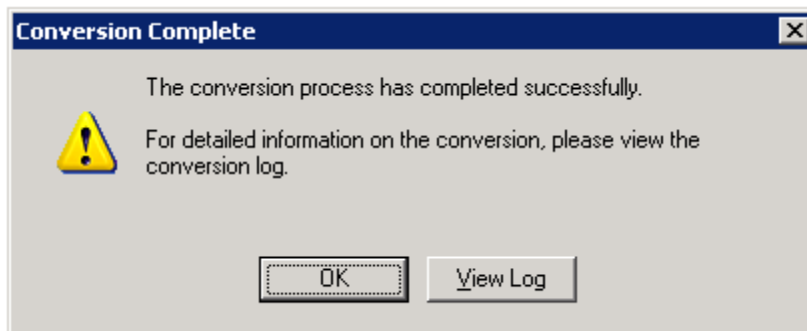 Conversion Complete
The conversion process has completed successfully.
For detailed information on the conversion, please view the
conversion log.
OK
View Log